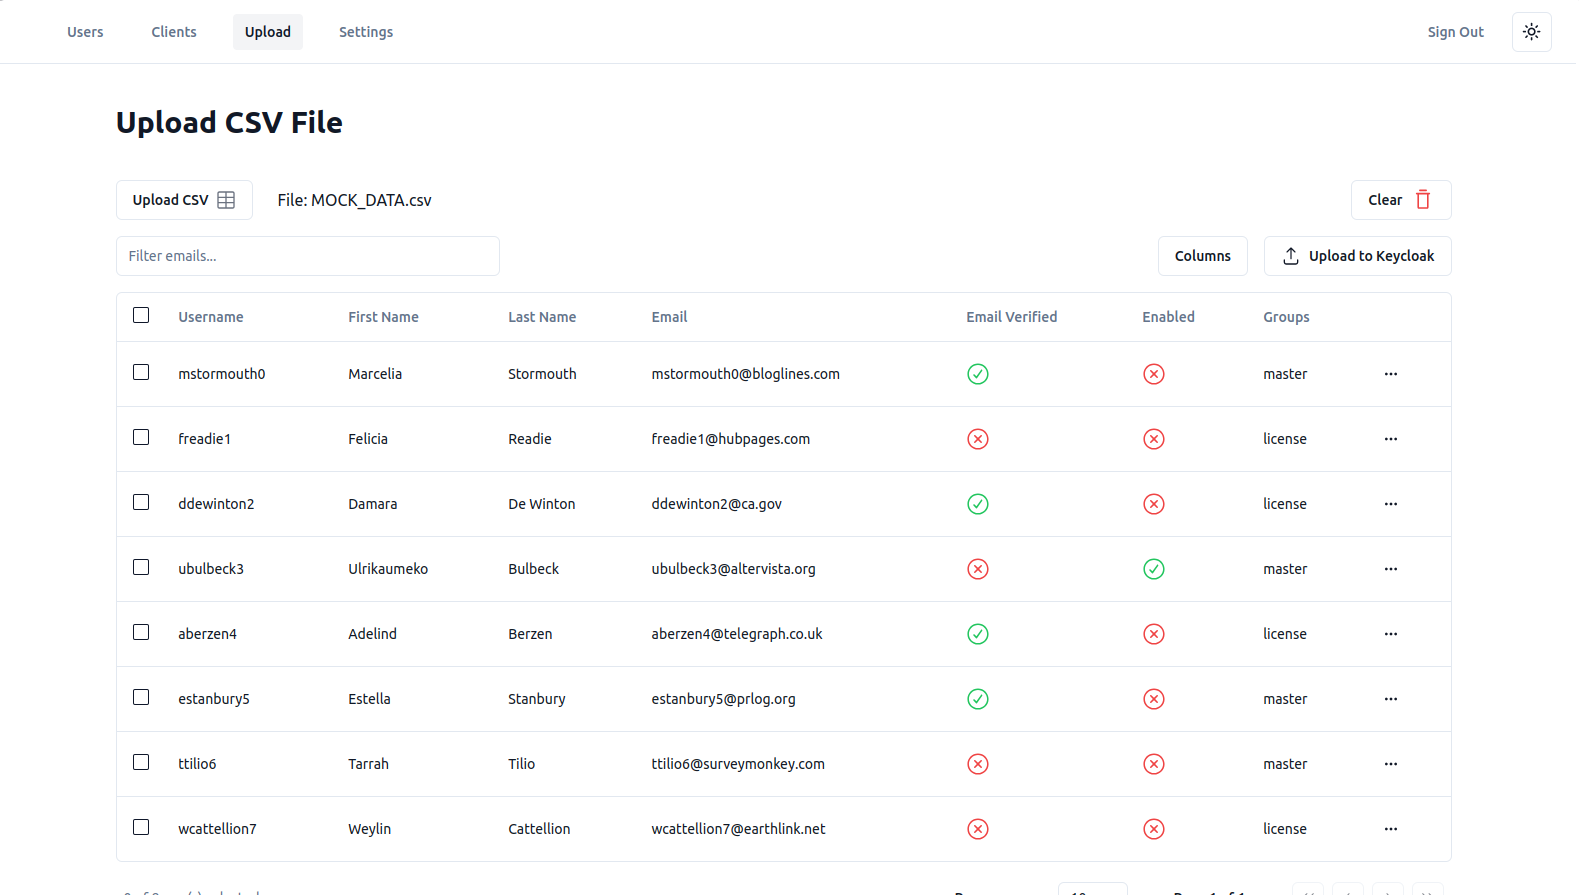 Users Clients Upload Settings Sign Out
Upload CSV File
Upload CSV File: MOCK_DATA.csv Clear
Filter emails... Columns Upload to Keycloak
Username First Name Last Name Email Email Verified Enabled Groups
mstormouth0 Marcelia Stormouth mstormouth0@bloglines.com master ...
freadie1 Felicia Readie freadie1@hubpages.com license ...
ddewinton2 Damara De Winton ddewinton2@ca.gov license ...
ubulbeck3 Ulrikaumeko Bulbeck ubulbeck3@altervista.org master ...
aberzen4 Adelind Berzen aberzen4@telegraph.co.uk license ...
estanbury5 Estella Stanbury estanbury5@prlog.org master ...
ttilio6 Tarrah Tilio ttilio6@surveymonkey.com master ...
wcattellion7 Weylin Cattellion wcattellion7@earthlink.net license ...